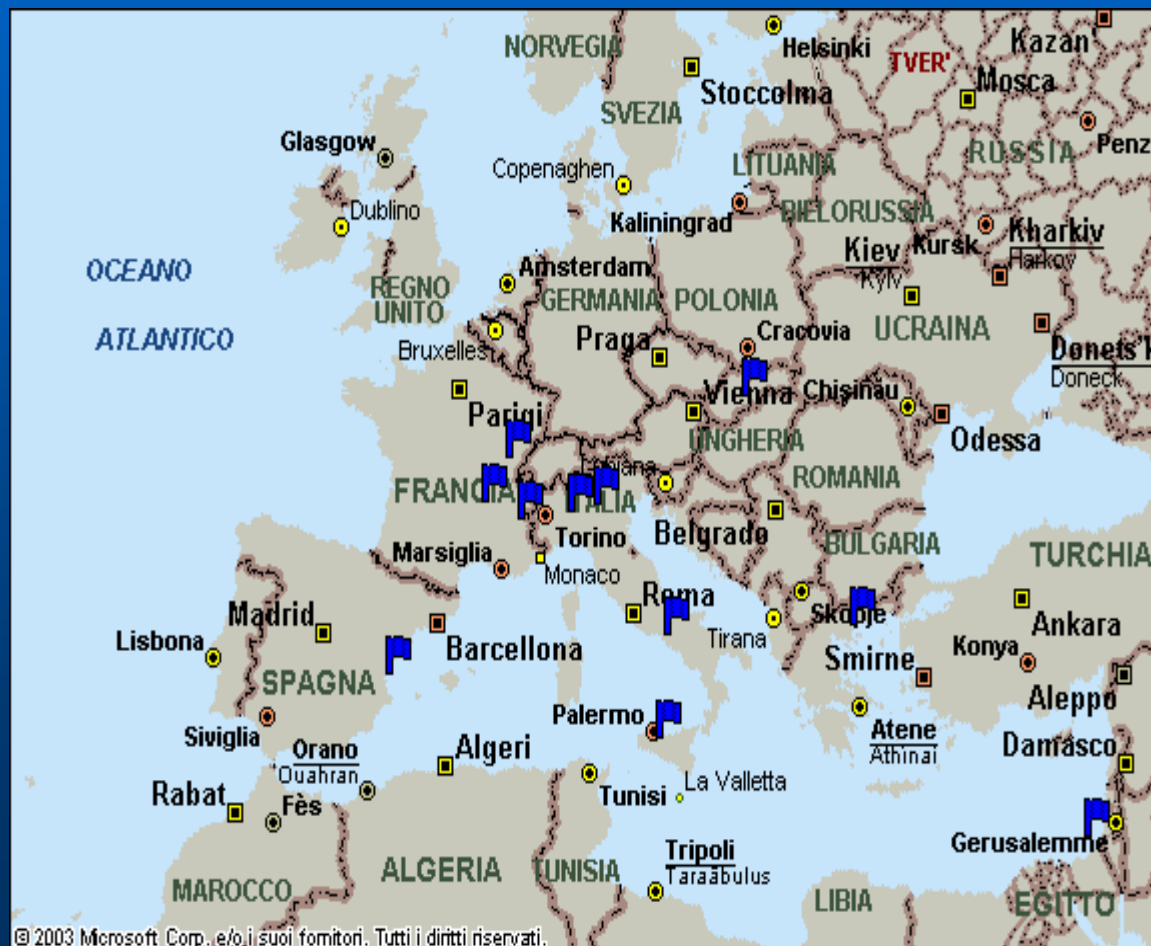 NORVEGIA
Helsinki
Kazan'
TVER'
Mosca
Stoccolma
SVEZIA
Penz
RUSSIA
Glasgow
Copenaghen
LITUANIA
Dublino
Kaliningrad
BIELORUSSIA
Kursk
Kharkiv
Harkov
Kiev
Kyiv
OCEANO
ATLANTICO
REGNO
UNITO
Amsterdam
GERMANIA
POLONIA
UCRAINA
Bruxelles
Praga
Cracovia
Donets'k
Doneck
Parigi
Vienna
Chisinau
Odessa
UNGHERIA
ROMANIA
FRANCIA
ITALIA
Torino
Belgrado
BULGARIA
TURCHIA
Marsiglia
Monaco
Madrid
Roma
Skopje
Ankara
Lisbona
Barcellona
Tirana
Smirne
Konya
SPAGNA
Aleppo
Siviglia
Palermo
Atene
Athinai
Orano
Ouahran
Algeri
Damasco
Rabat
Fès
Tunisi
La Valletta
Gerusalemme
Tripoli
Taraābulus
ALGERIA
TUNISIA
MAROCCO
LIBIA
EGITTO
© 2003 Microsoft Corp. e/o i suoi fornitori. Tutti i diritti riservati.